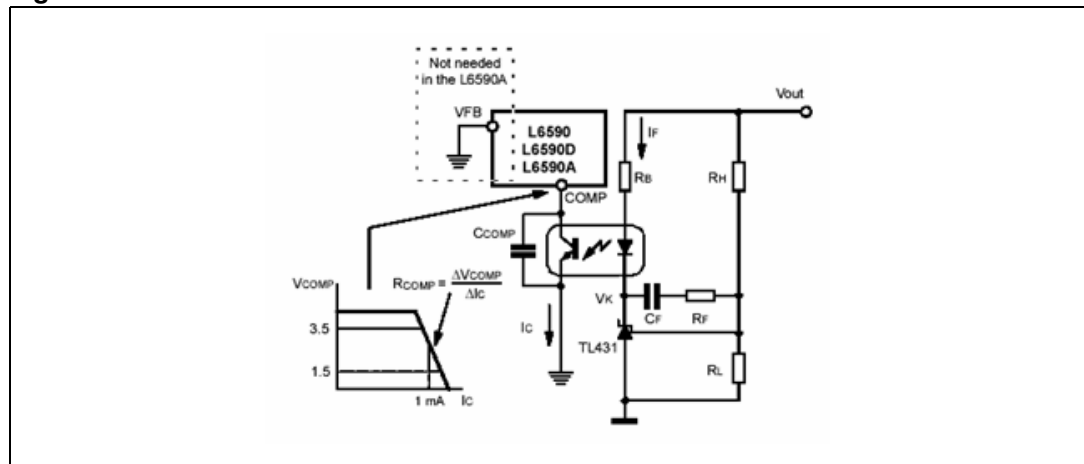 Not needed
in the L6590A
VFB
L6590
L6590D
L6590A
COMP
Vout
IF
RB
RH
CCOMP
VCOMP
RCOMP = ΔVCOMP
ΔIC
3.5
1.5
1 mA
IC
IC
VK
CF
RF
TL431
RL